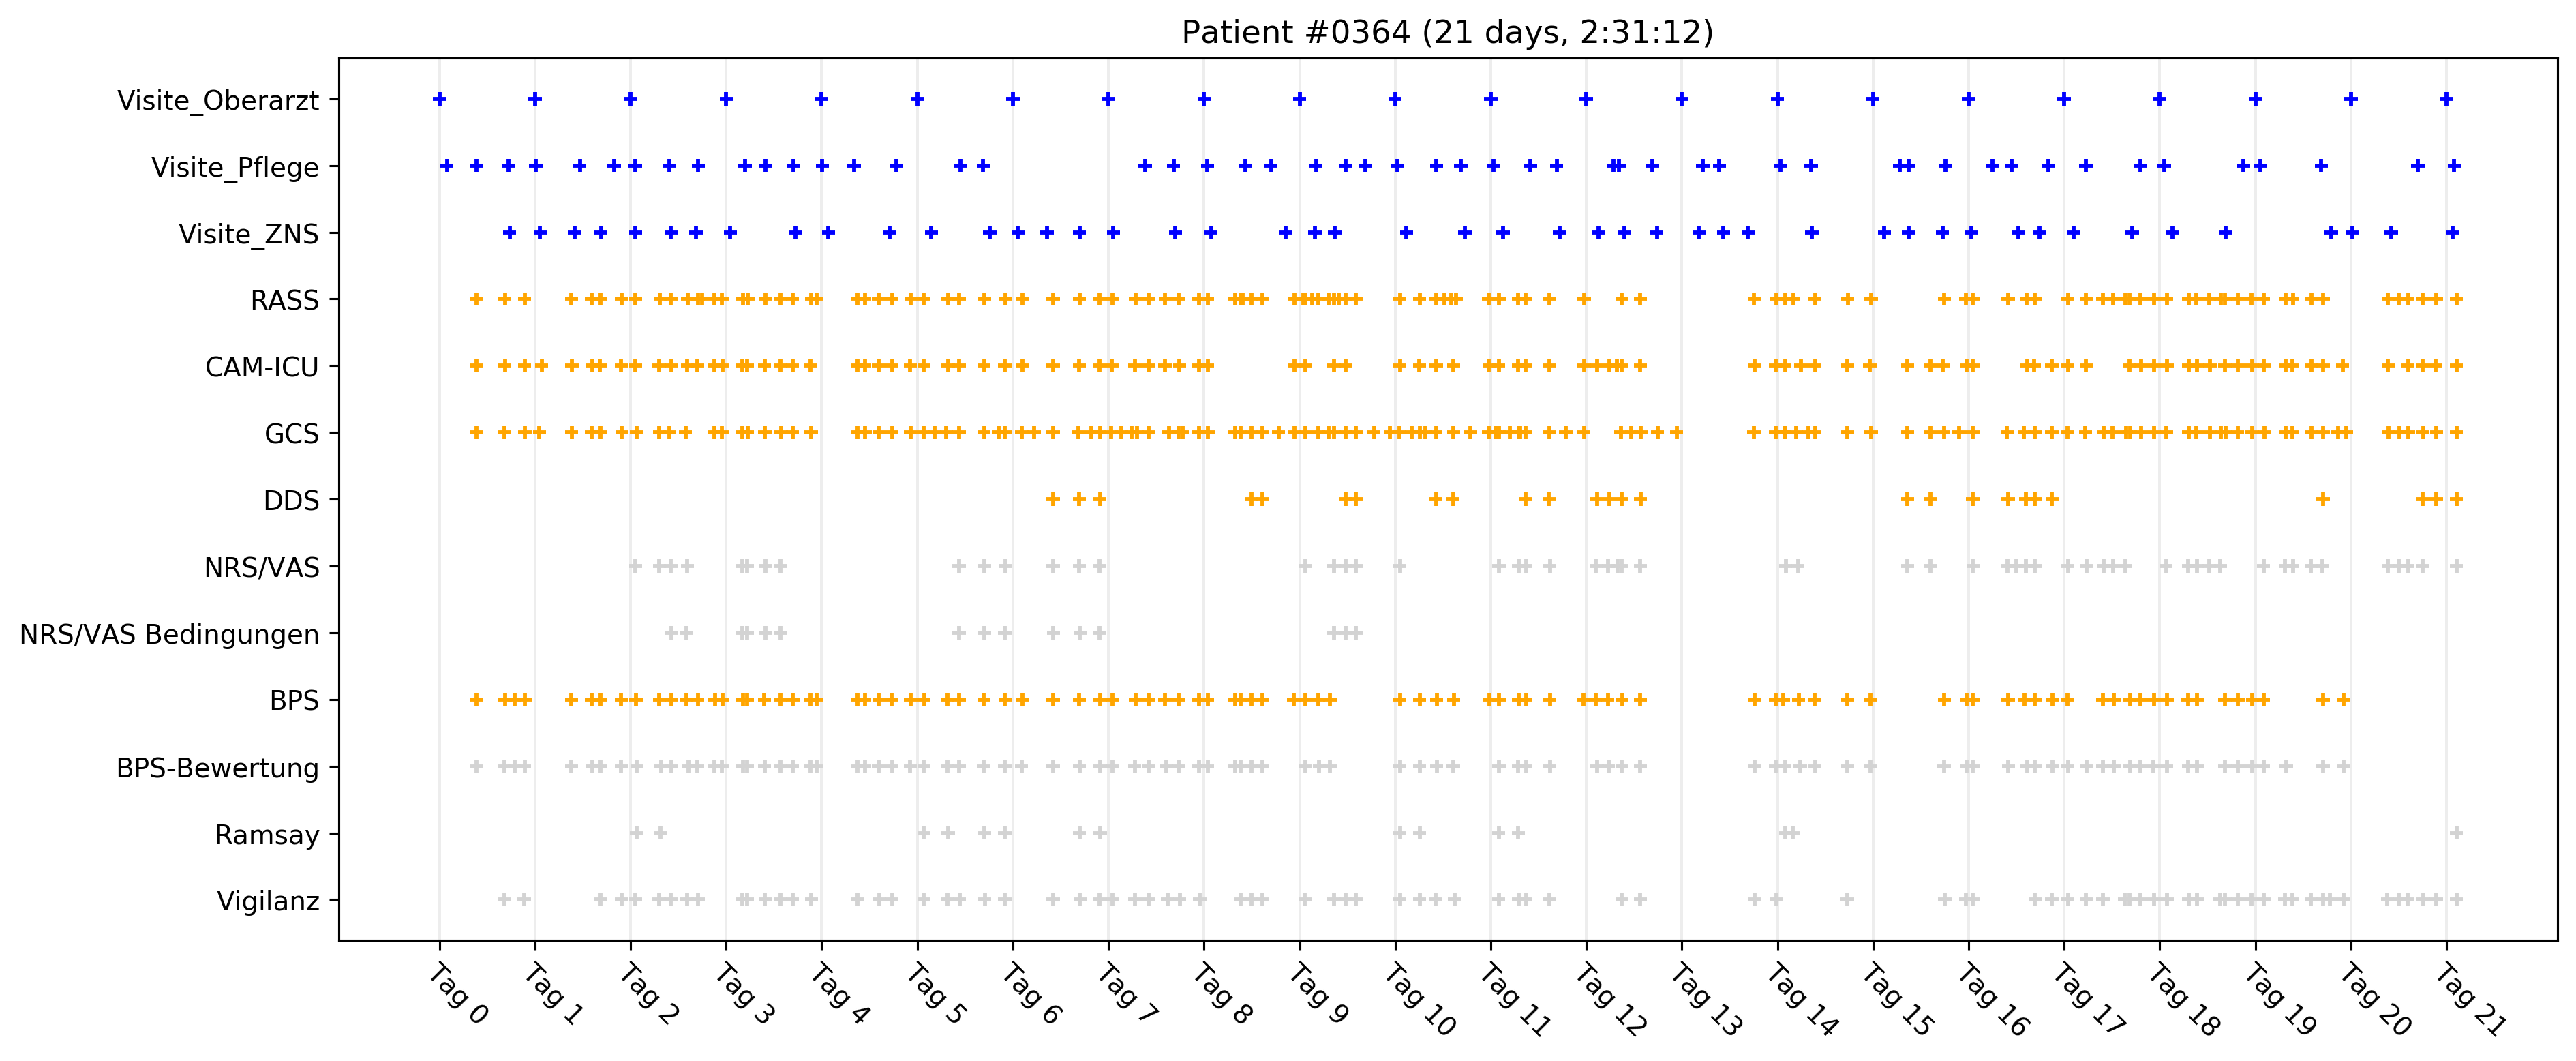 Patient #0364 (21 days, 2:31:12)
Visite_Oberarzt
Visite_Pflege
Visite_ZNS
RASS
CAM-ICU
GCS
DDS
NRS/VAS
NRS/VAS Bedingungen
BPS
BPS-Bewertung
Ramsay
Vigilanz
Tag 0
Tag 1
Tag 2
Tag 3
Tag 4
Tag 5
Tag 6
Tag 7
Tag 8
Tag 9
Tag 10
Tag 11
Tag 12
Tag 13
Tag 14
Tag 15
Tag 16
Tag 17
Tag 18
Tag 19
Tag 20
Tag 21